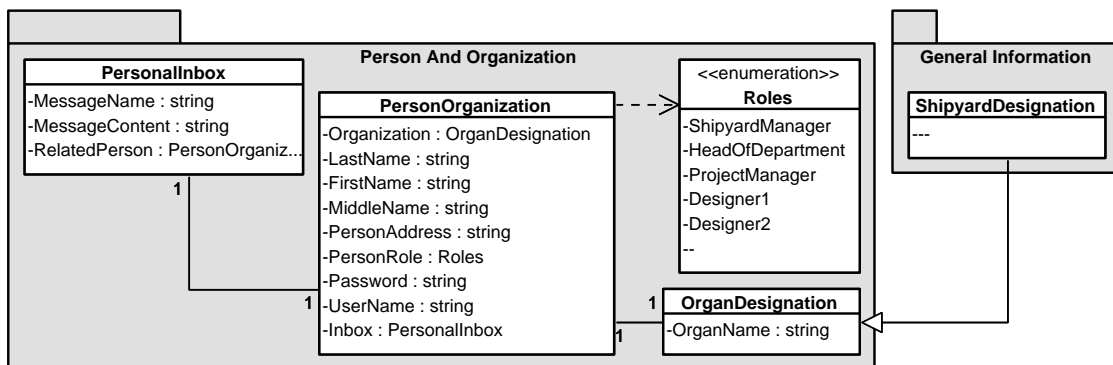 Person And Organization
PersonalInbox
-MessageName : string
-MessageContent : string
-RelatedPerson : PersonOrganiz...
1
1
PersonOrganization
-Organization : OrganDesignation
-LastName : string
-FirstName : string
-MiddleName : string
-PersonAddress : string
-PersonRole : Roles
-Password : string
-UserName : string
-Inbox : PersonalInbox
<<enumeration>>
Roles
-ShipyardManager
-HeadOfDepartment
-ProjectManager
-Designer1
-Designer2
--
1
1
OrganDesignation
-OrganName : string
General Information
ShipyardDesignation
---